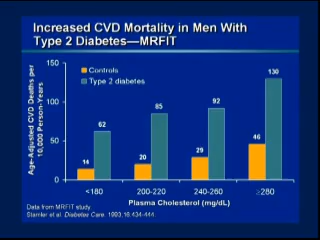 Increased CVD Mortality in Men With
Type 2 Diabetes—MRFIT
Age-Adjusted CVD Deaths per
10,000 Person-Years
150
100
50
0
Controls
Type 2 diabetes
14
62
20
85
29
92
46
130
<180
200-220
240-260
≥280
Plasma Cholesterol (mg/dL)
Data from MRFIT study.
Stamler et al. Diabetes Care. 1993;16:434-444.